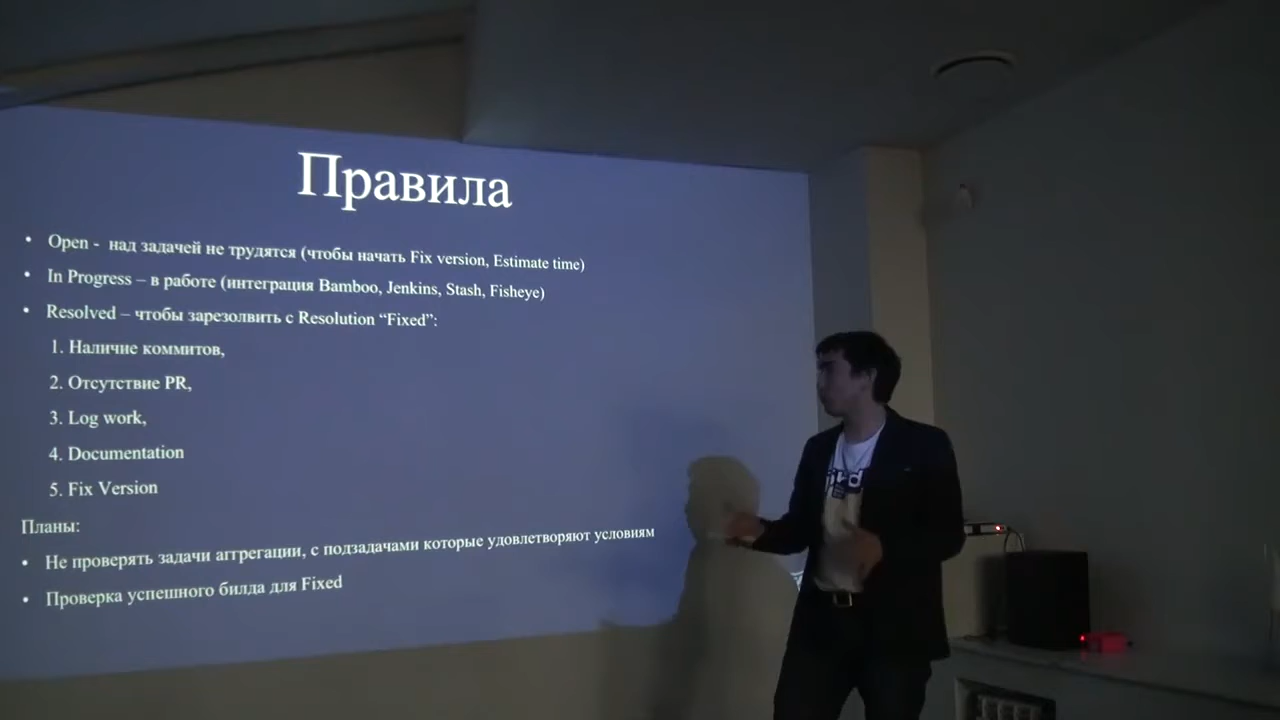 Правила
• Open - над задачей не трудятся (чтобы начать Fix version, Estimate time)
• In Progress – в работе (интеграция Bamboo, Jenkins, Stash, Fisheye)
• Resolved – чтобы зарезолвить с Resolution “Fixed”:
1. Наличие коммитов,
2. Отсутствие PR,
3. Log work,
4. Documentation
5. Fix Version
Планы:
• Не проверять задачи аггрегации, с подзадачами которые удовлетворяют условиям
• Проверка успешного билда для Fixed